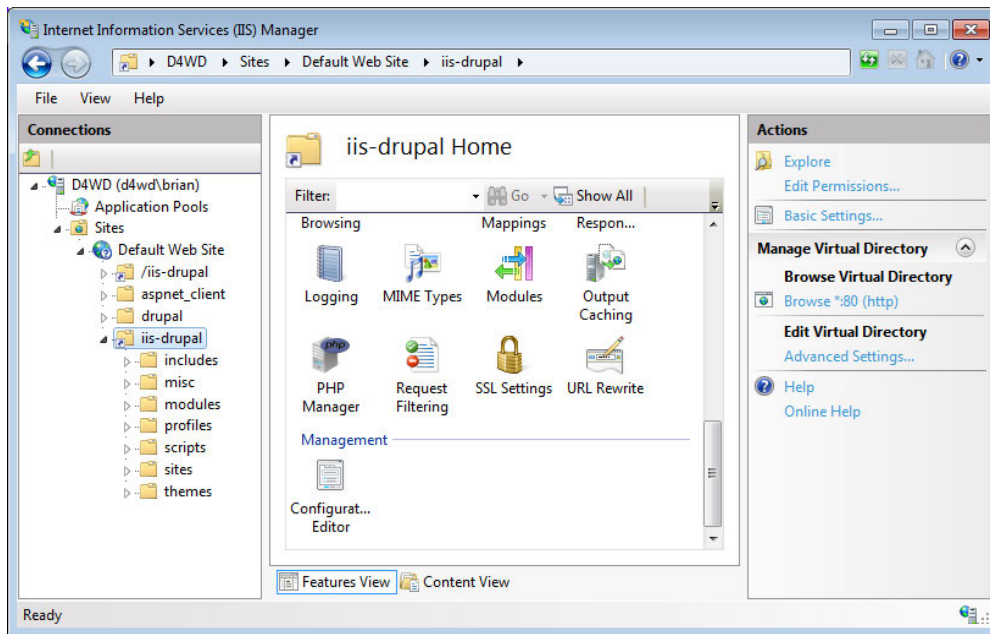 Internet Information Services (IIS) Manager
D4WD Sites Default Web Site iis-drupal
File View Help
Connections
D4WD (d4wd\brian)
Application Pools
Sites
Default Web Site
/iis-drupal
aspnet_client
drupal
iis-drupal
includes
misc
modules
profiles
scripts
sites
themes
iis-drupal Home
Filter: Go Show All
Browsing Mappings Respon...
Logging MIME Types Modules Output
Caching
php
PHP Request SSL Settings URL Rewrite
Manager Filtering
Management
Configurat...
Editor
Features View Content View
Actions
Explore
Edit Permissions...
Basic Settings...
Manage Virtual Directory
Browse Virtual Directory
Browse *:80 (http)
Edit Virtual Directory
Advanced Settings...
Help
Online Help
Ready